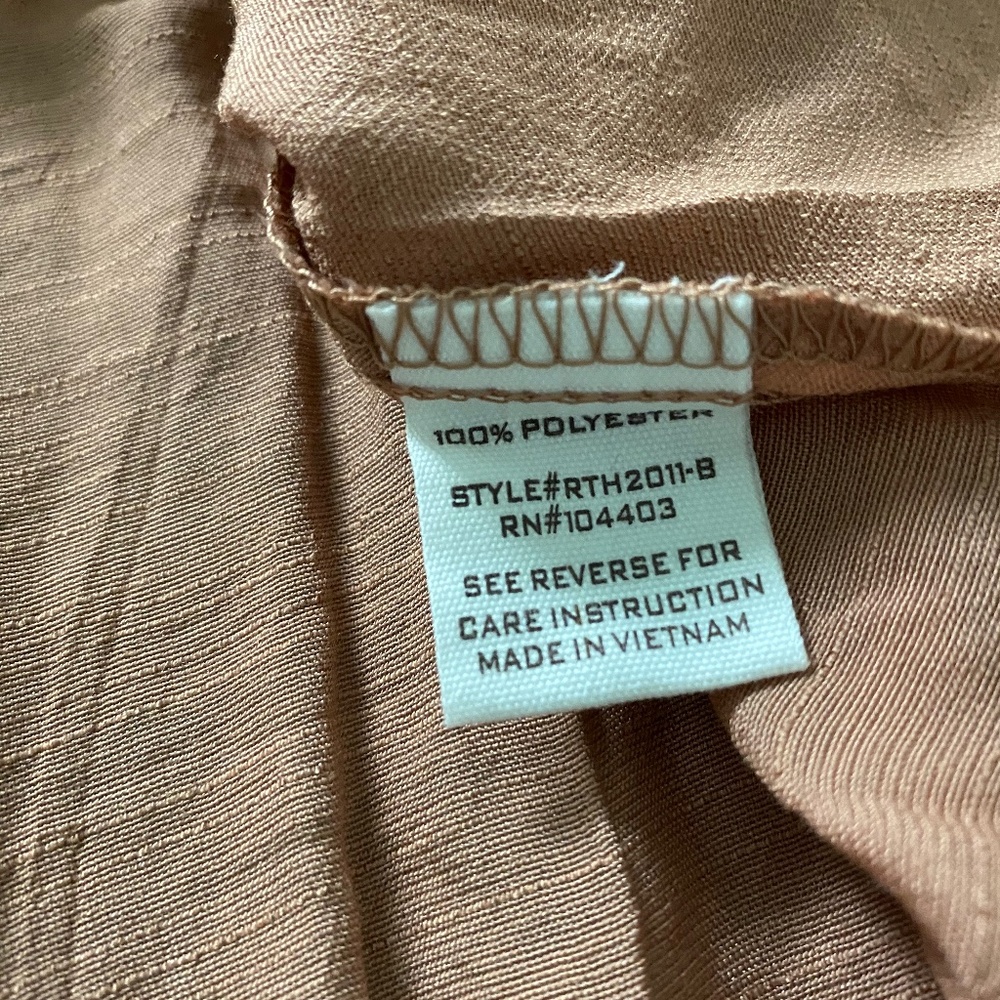 100% POLYESTER
STYLE#RTH2011-B
RN#104403
SEE REVERSE FOR
CARE INSTRUCTION
MADE IN VIETNAM